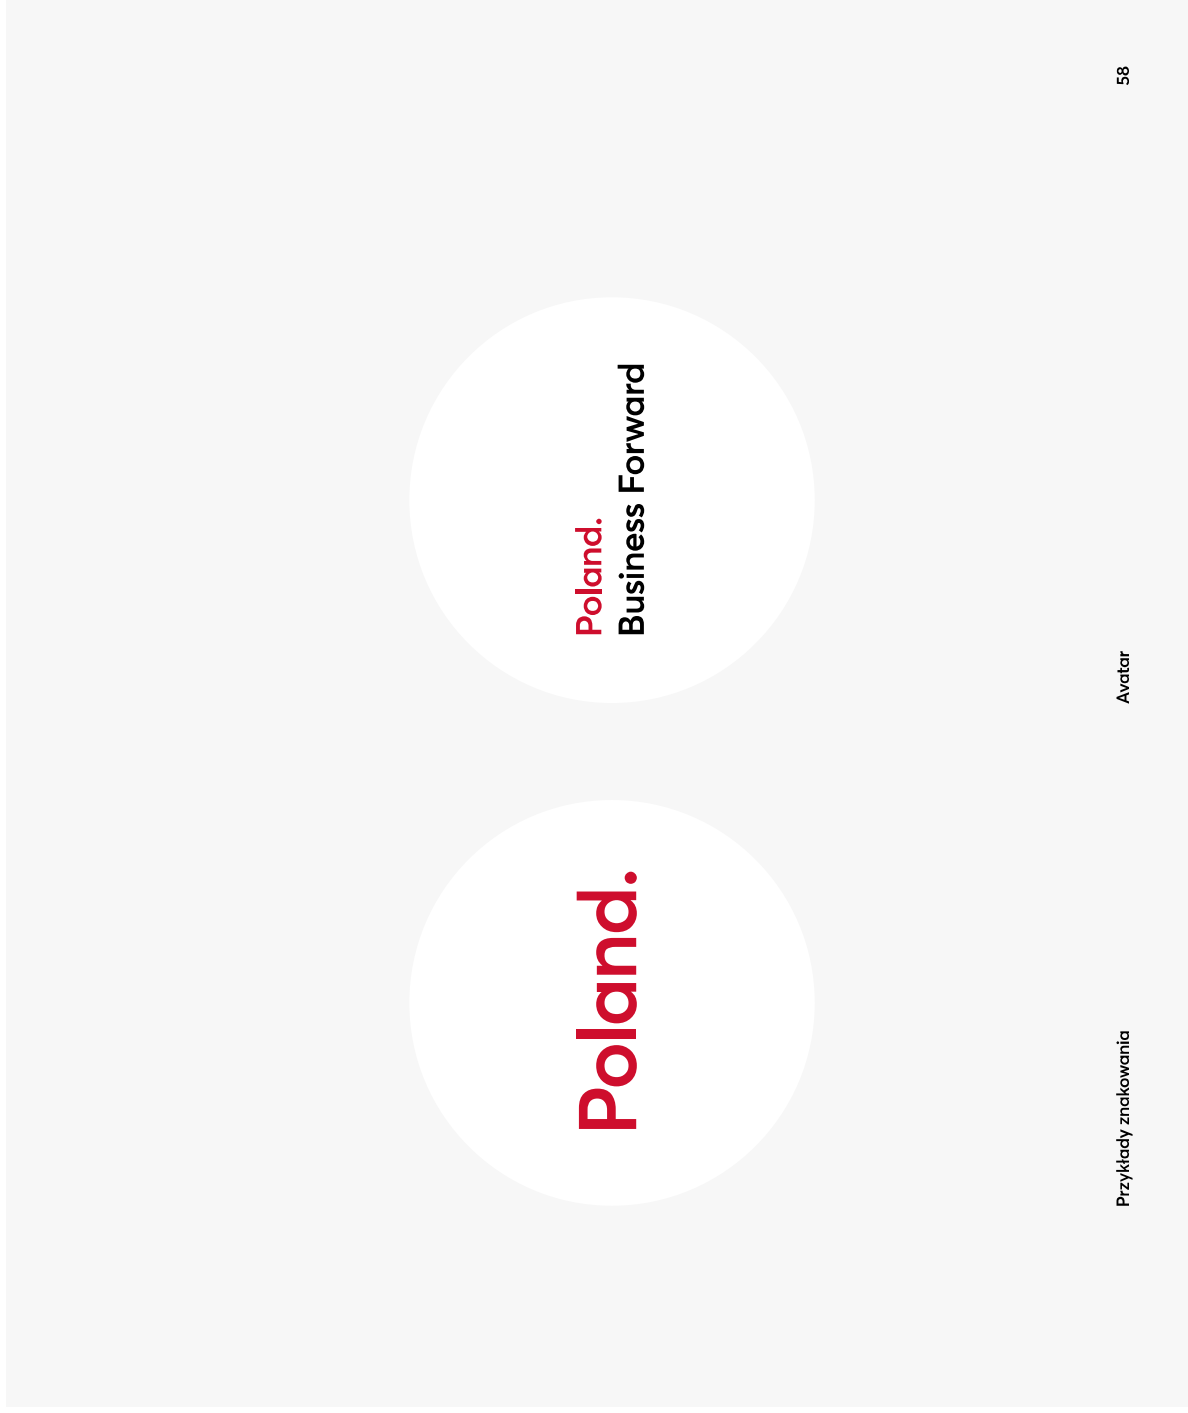 Poland.
Poland.
Business Forward
Przykłady znakowania
Avatar
58